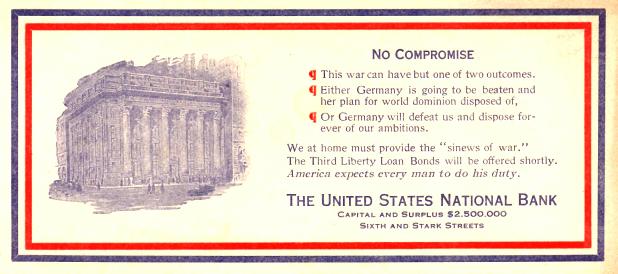 No Compromise
¶ This war can have but one of two outcomes.
¶ Either Germany is going to be beaten and
her plan for world dominion disposed of,
¶ Or Germany will defeat us and dispose for-
ever of our ambitions.
We at home must provide the "sinews of war."
The Third Liberty Loan Bonds will be offered shortly.
America expects every man to do his duty.
The United States National Bank
Capital and Surplus $2.500.000
Sixth and Stark Streets